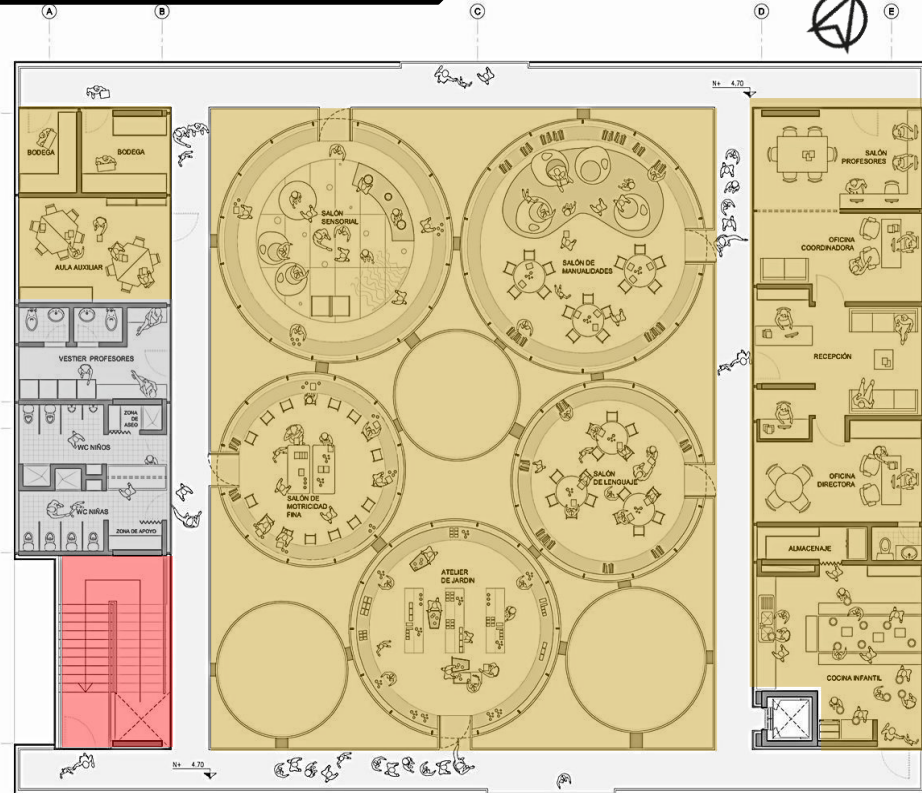 A
B
C
D
E
N+ 4.70
BODEGA
BODEGA
SALÓN
PROFESORES
SALÓN
SENSORIAL
OFICINA
COORDINADORA
AULA AUXILIAR
SALÓN DE
MANUALIDADES
VESTIER PROFESORES
RECEPCIÓN
ZONA
DE
ASEO
WC NIÑOS
SALÓN
DE LENGUAJE
OFICINA
DIRECTORA
SALÓN DE
MOTRICIDAD
FINA
WC NIÑAS
ZONA DE APOYO
ALMACENAJE
ATELIER
DE JARDIN
COCINA INFANTIL
N+ 4.70